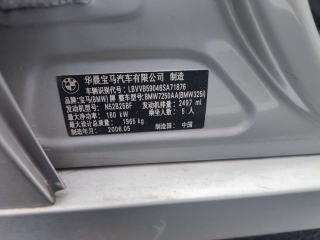 华晨宝马汽车有限公司 制造
车辆识别代号: LBVVB59046SA71876
品牌: 宝马(BMW) 牌 整车型号: BMW7250AA(BMW325i)
发动机型号: N52B25BF 发动机排量: 2497 ml
最大净功率: 160 kW 乘坐人数: 5 人
最大总质量: 1965 kg
制造年月: 2006.05 制造国: 中国